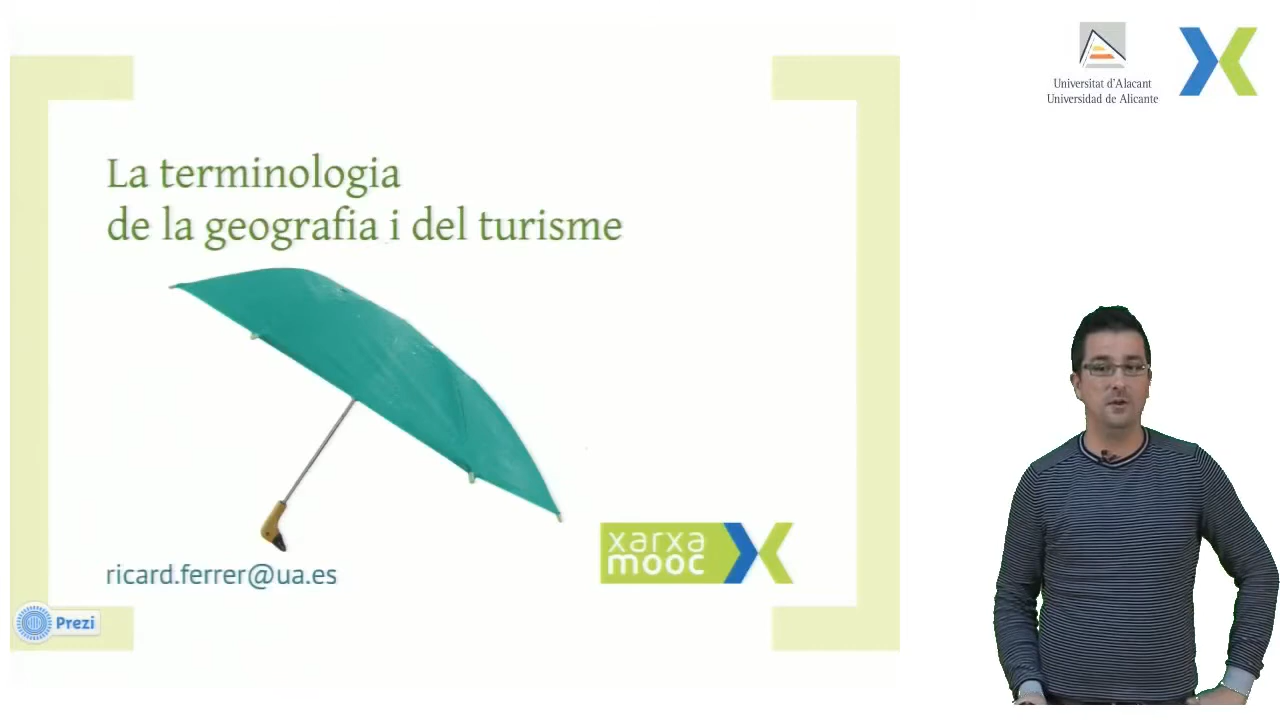 La terminologia
de la geografia i del turisme
ricard.ferrer@ua.es
xarxa
mooc
Prezi
Universitat d'Alacant
Universidad de Alicante